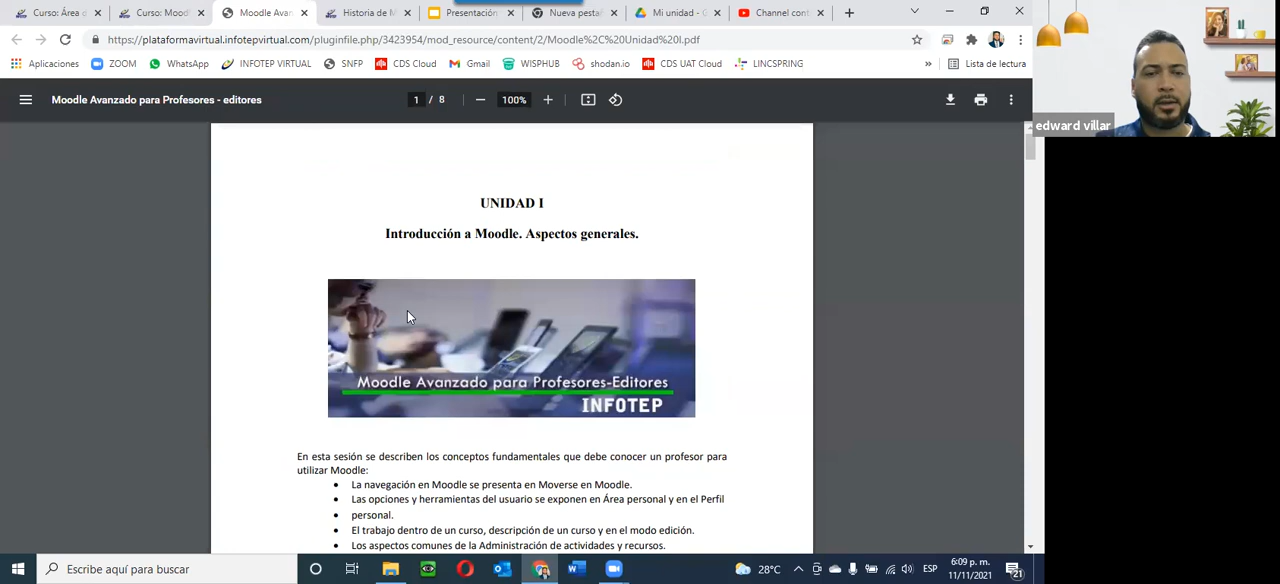 Curso: Área d
Curso: Mood
Moodle Avan
Historia de M
Presentación
Nueva pesta
Mi unidad - G
Channel cont
https://plataformavirtual.infotepvirtual.com/pluginfile.php/3423954/mod_resource/content/2/Moodle%2C%20Unidad%20I.pdf
Aplicaciones ZOOM WhatsApp INFOTEP VIRTUAL SNFP CDS Cloud Gmail WISPHUB shodan.io CDS UAT Cloud LINCSPRING » Lista de lectura
Moodle Avanzado para Profesores - editores 1 / 8 100%
edward villar
UNIDAD I
Introducción a Moodle. Aspectos generales.
Moodle Avanzado para Profesores-Editores
INFOTEP
En esta sesión se describen los conceptos fundamentales que debe conocer un profesor para
utilizar Moodle:
• La navegación en Moodle se presenta en Moverse en Moodle.
• Las opciones y herramientas del usuario se exponen en Área personal y en el Perfil
• personal.
• El trabajo dentro de un curso, descripción de un curso y en el modo edición.
• Los aspectos comunes de la Administración de actividades y recursos.
Escribe aquí para buscar 28°C ESP 6:09 p. m.
11/11/2021 21